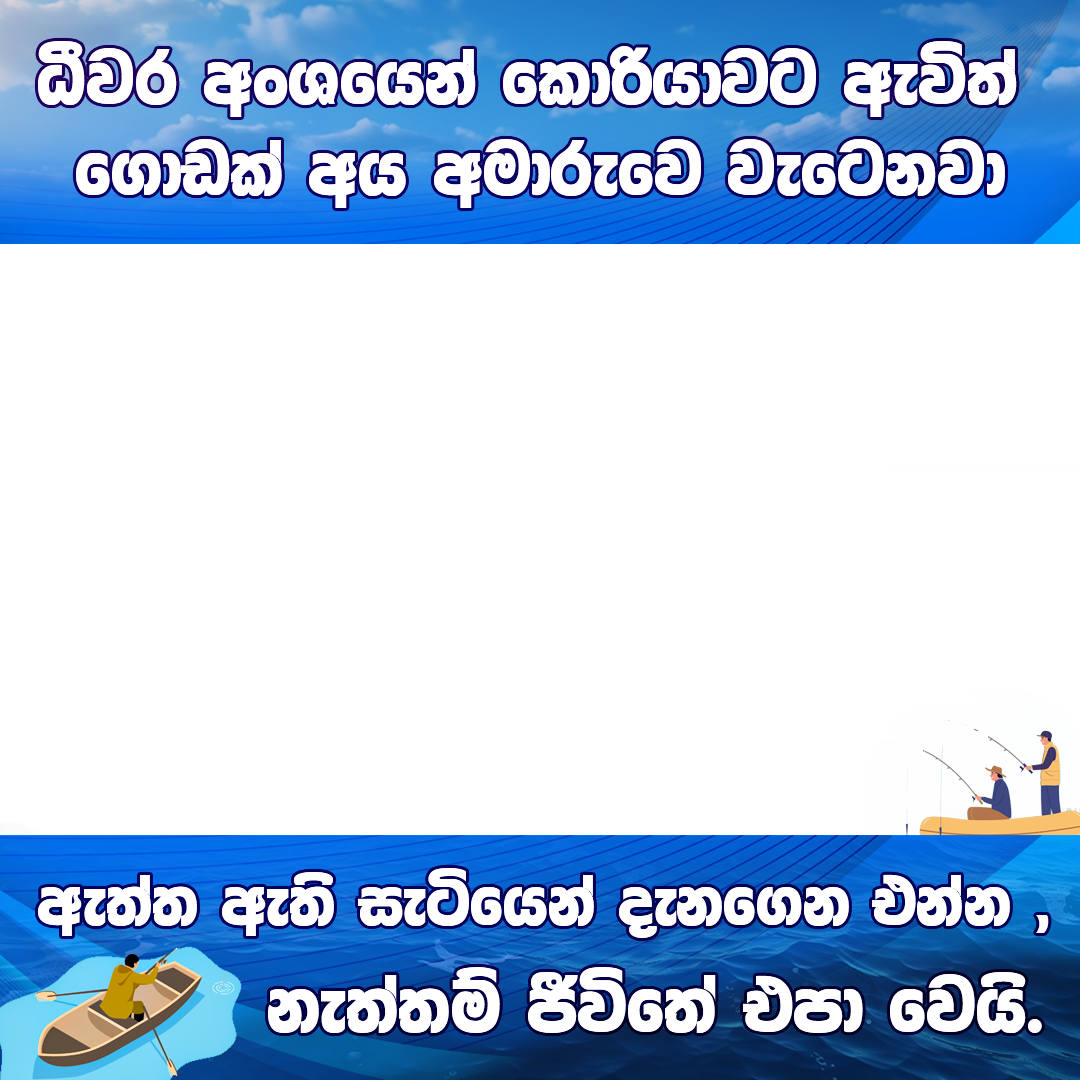 ධීවර අංශයෙන් කොරියාවට ඇවිත්
ගොඩක් අය අමාරුවෙ වැටෙනවා
ඇත්ත ඇති සැටියෙන් දැනගෙන එන්න ,
නැත්තම් ජීවිතේ එපා වෙයි.